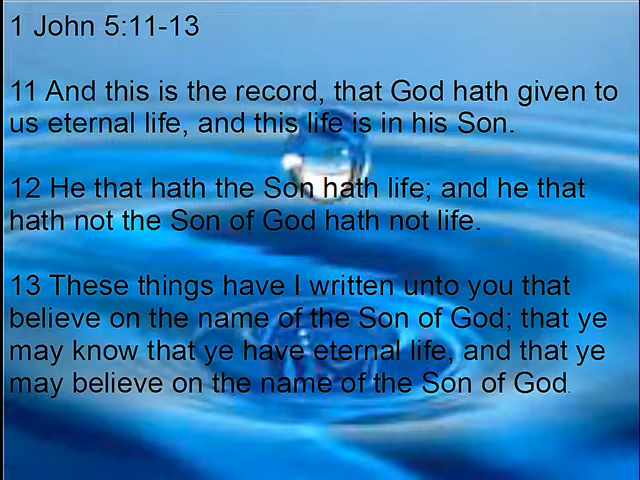 1 John 5:11-13
11 And this is the record, that God hath given to
us eternal life, and this life is in his Son.
12 He that hath the Son hath life; and he that
hath not the Son of God hath not life.
13 These things have I written unto you that
believe on the name of the Son of God; that ye
may know that ye have eternal life, and that ye
may believe on the name of the Son of God.